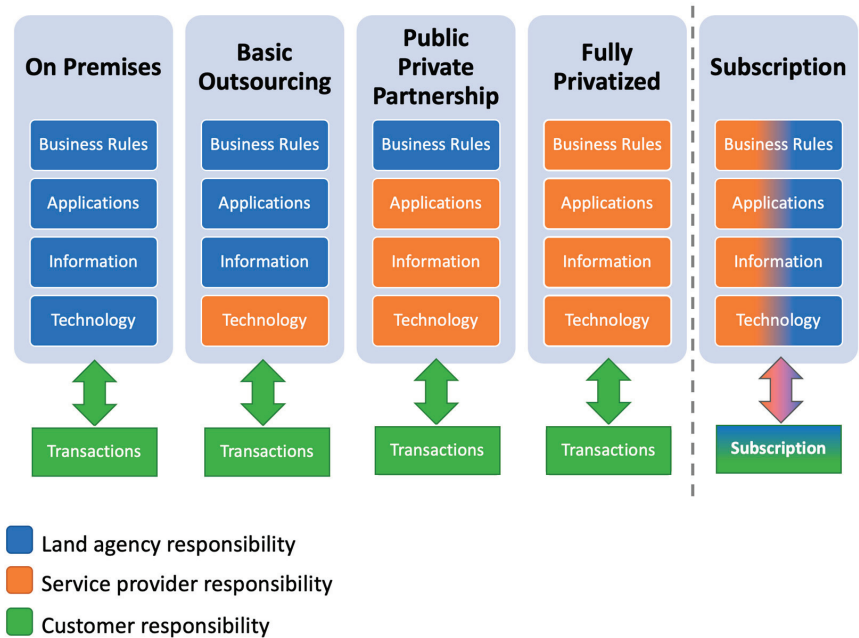 On Premises
Business Rules
Applications
Information
Technology
Transactions
Basic
Outsourcing
Business Rules
Applications
Information
Technology
Transactions
Public
Private
Partnership
Business Rules
Applications
Information
Technology
Transactions
Fully
Privatized
Business Rules
Applications
Information
Technology
Transactions
Subscription
Business Rules
Applications
Information
Technology
Subscription
Land agency responsibility
Service provider responsibility
Customer responsibility